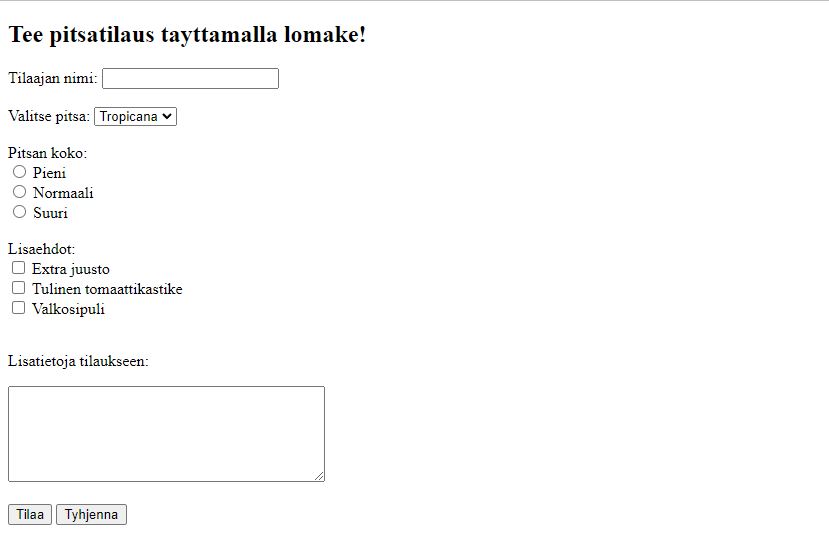 Tee pitsatilaus tayttamalla lomake!
Tilaajan nimi:
Valitse pitsa: Tropicana
Pitsan koko:
Pieni
Normaali
Suuri
Lisaehdot:
Extra juusto
Tulinen tomaattikastike
Valkosipuli
Lisatietoja tilaukseen:
Tilaa Tyhjenna